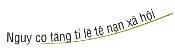 Nguy cơ tăng tỉ lệ tệ nạn xã hội